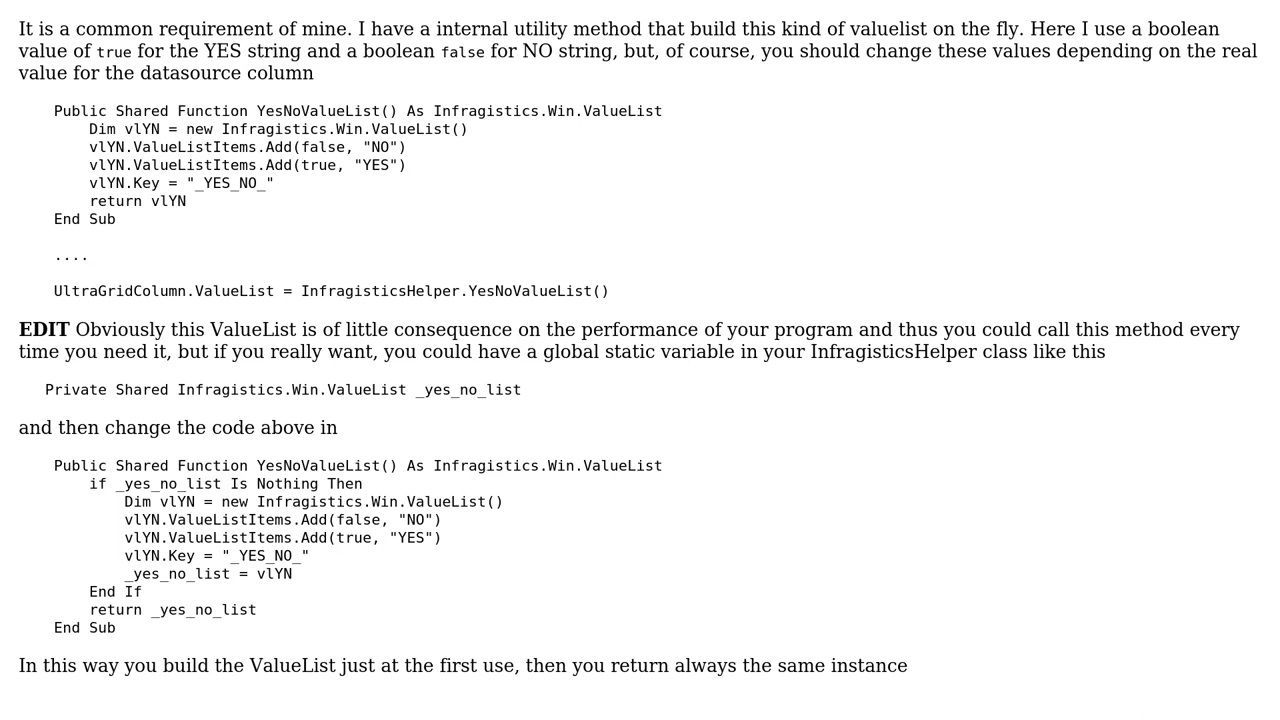 It is a common requirement of mine. I have a internal utility method that build this kind of valuelist on the fly. Here I use a boolean
value of true for the YES string and a boolean false for NO string, but, of course, you should change these values depending on the real
value for the datasource column
Public Shared Function YesNoValueList() As Infragistics.Win.ValueList
    Dim vlYN = new Infragistics.Win.ValueList()
    vlYN.ValueListItems.Add(false, "NO")
    vlYN.ValueListItems.Add(true, "YES")
    vlYN.Key = "_YES_NO_"
    return vlYN
End Sub
....
UltraGridColumn.ValueList = InfragisticsHelper.YesNoValueList()
EDIT Obviously this ValueList is of little consequence on the performance of your program and thus you could call this method every
time you need it, but if you really want, you could have a global static variable in your InfragisticsHelper class like this
Private Shared Infragistics.Win.ValueList _yes_no_list
and then change the code above in
Public Shared Function YesNoValueList() As Infragistics.Win.ValueList
    if _yes_no_list Is Nothing Then
        Dim vlYN = new Infragistics.Win.ValueList()
        vlYN.ValueListItems.Add(false, "NO")
        vlYN.ValueListItems.Add(true, "YES")
        vlYN.Key = "_YES_NO_"
        _yes_no_list = vlYN
    End If
    return _yes_no_list
End Sub
In this way you build the ValueList just at the first use, then you return always the same instance